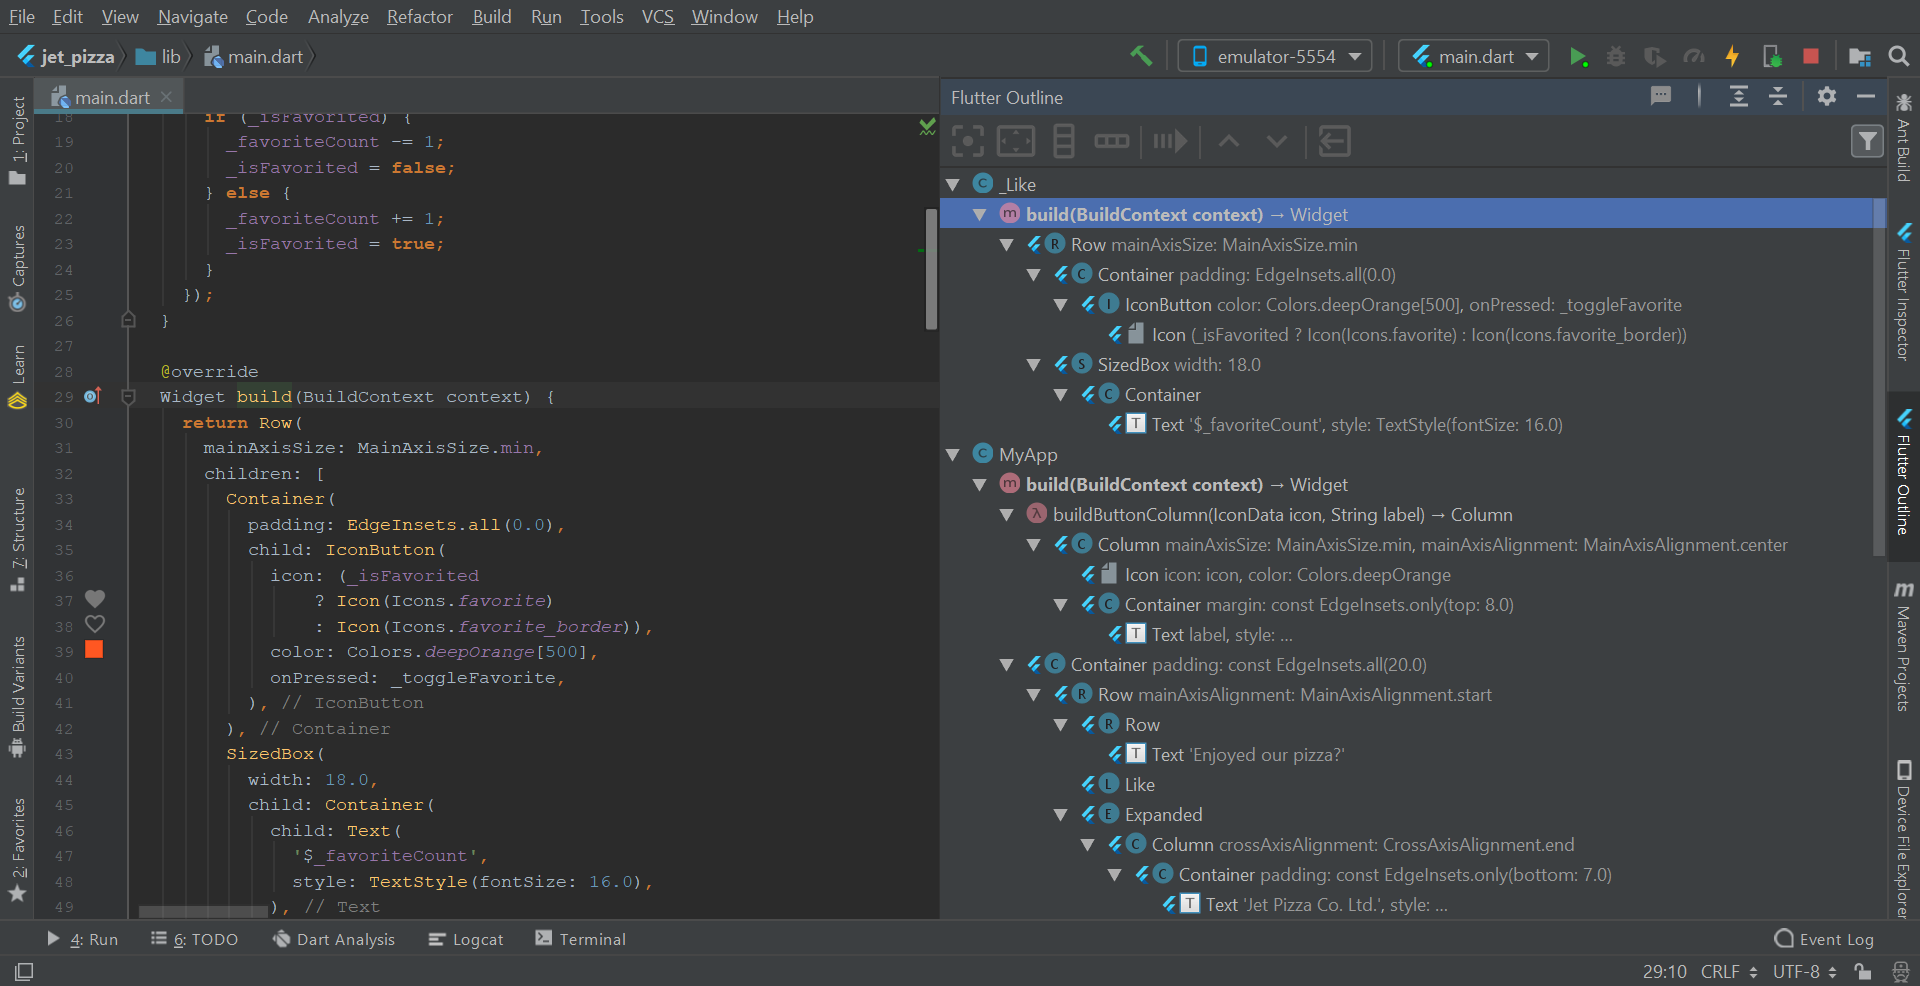 File Edit View Navigate Code Analyze Refactor Build Run Tools VCS Window Help
jet_pizza lib main.dart
emulator-5554 main.dart
1: Project
Captures
Learn
7: Structure
Build Variants
2: Favorites
main.dart
18 if (_isFavorited) {
19 _favoriteCount -= 1;
20 _isFavorited = false;
21 } else {
22 _favoriteCount += 1;
23 _isFavorited = true;
24 }
25 });
26 }
27
28 @override
29 Widget build(BuildContext context) {
30 return Row(
31 mainAxisSize: MainAxisSize.min,
32 children: [
33 Container(
34 padding: EdgeInsets.all(0.0),
35 child: IconButton(
36 icon: (_isFavorited
37 ? Icon(Icons.favorite)
38 : Icon(Icons.favorite_border)),
39 color: Colors.deepOrange[500],
40 onPressed: _toggleFavorite,
41 ), // IconButton
42 ), // Container
43 SizedBox(
44 width: 18.0,
45 child: Container(
46 child: Text(
47 '$_favoriteCount',
48 style: TextStyle(fontSize: 16.0),
49 ), // Text
Flutter Outline
C _Like
m build(BuildContext context) → Widget
R Row mainAxisSize: MainAxisSize.min
C Container padding: EdgeInsets.all(0.0)
I IconButton color: Colors.deepOrange[500], onPressed: _toggleFavorite
Icon (_isFavorited ? Icon(Icons.favorite) : Icon(Icons.favorite_border))
S SizedBox width: 18.0
C Container
T Text '$_favoriteCount', style: TextStyle(fontSize: 16.0)
C MyApp
m build(BuildContext context) → Widget
λ buildButtonColumn(IconData icon, String label) → Column
C Column mainAxisSize: MainAxisSize.min, mainAxisAlignment: MainAxisAlignment.center
Icon icon: icon, color: Colors.deepOrange
C Container margin: const EdgeInsets.only(top: 8.0)
T Text label, style: ...
C Container padding: const EdgeInsets.all(20.0)
R Row mainAxisAlignment: MainAxisAlignment.start
R Row
T Text 'Enjoyed our pizza?'
L Like
E Expanded
C Column crossAxisAlignment: CrossAxisAlignment.end
C Container padding: const EdgeInsets.only(bottom: 7.0)
T Text 'Jet Pizza Co. Ltd.', style: ...
Ant Build
Flutter Inspector
Flutter Outline
m Maven Projects
Device File Explorer
4: Run 6: TODO Dart Analysis Logcat Terminal Event Log
29:10 CRLF UTF-8